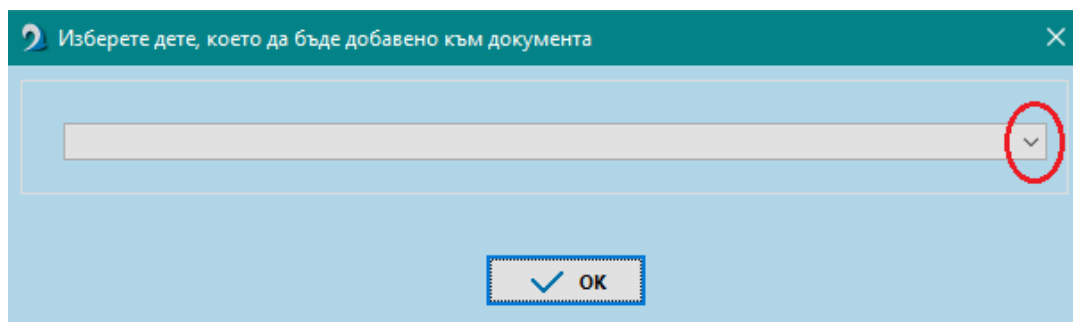 Изберете дете, което да бъде добавено към документа
OK